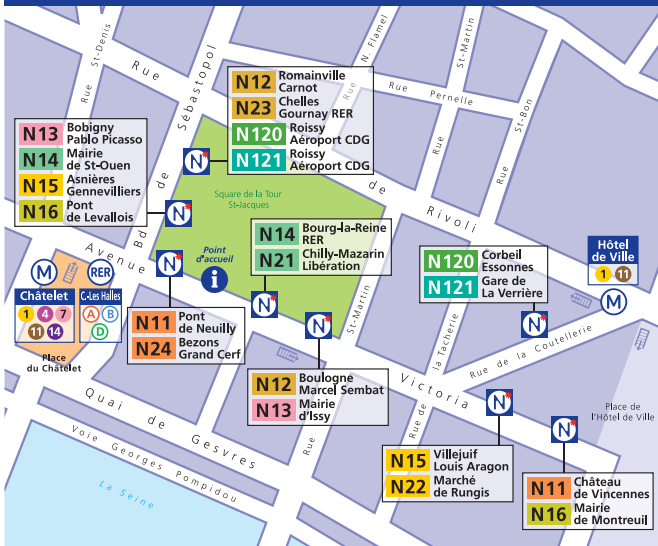 Rue
St-Denis
Bd de Sébastopol
Rue
de
Rivoli
Rue
N. Flamel
Rue
Pernelle
St-Martin
Rue
St-Bon
N12 Romainville
Carnot
N23 Chelles
Gournay RER
N120 Roissy
Aéroport CDG
N121 Roissy
Aéroport CDG
N13 Bobigny
Pablo Picasso
N14 Mairie
de St-Ouen
N15 Asnières
Gennevilliers
N16 Pont
de Levallois
N
N
Square de la Tour
St-Jacques
Avenue
Victoria
N
Point
d'accueil
i
N14 Bourg-la-Reine
RER
N21 Chilly-Mazarin
Libération
N120 Corbeil
Essonnes
N121 Gare de
La Verrière
Hôtel
de Ville
1 11
M
M
RER
Châtelet
1 4 7
11 14
C.-Les Halles
A B
D
Place
du Châtelet
N11 Pont
de Neuilly
N24 Bezons
Grand Cerf
N
N
N
Rue
St-Martin
Rue de
la Tacherie
Rue de la Coutellerie
N12 Boulogne
Marcel Sembat
N13 Mairie
d'Issy
N
N
Place de
l'Hôtel de Ville
Quai de Gesvres
Voie Georges Pompidou
La Seine
N15 Villejuif
Louis Aragon
N22 Marché
de Rungis
N11 Château
de Vincennes
N16 Mairie
de Montreuil